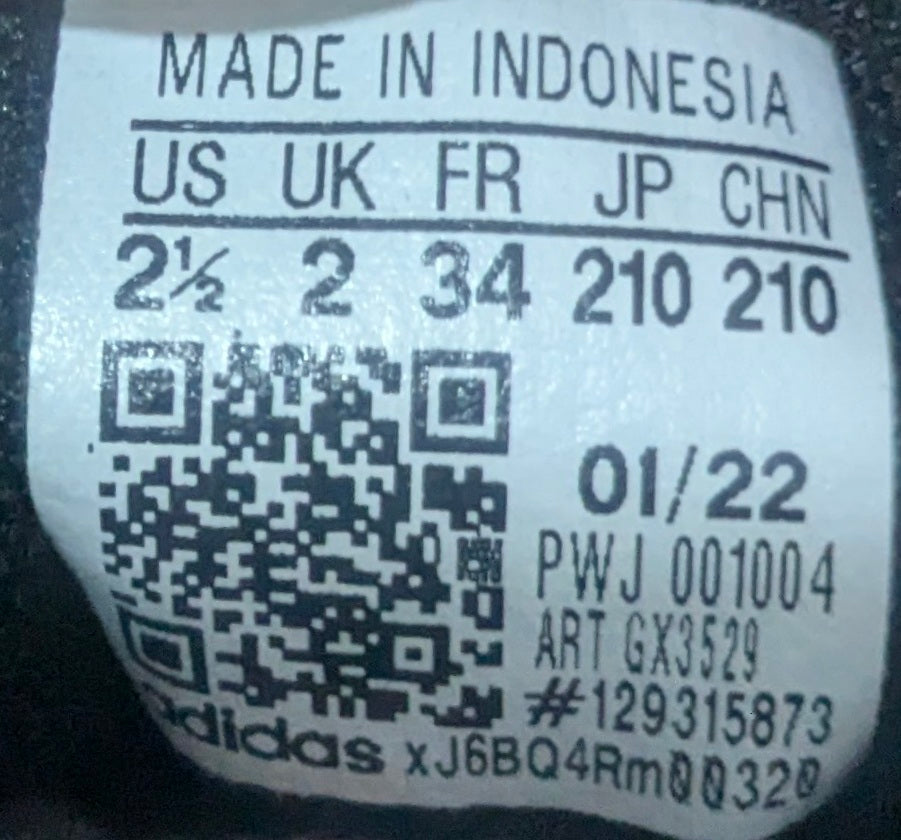 MADE IN INDONESIA
US UK FR JP CHN
2½ 2 34 210 210
01/22
PWJ 001004
ART GX3529
#129315873
adidas xJ6BQ4Rm00320